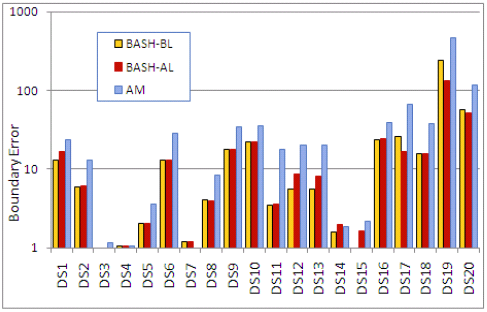 1000
100
10
1
Boundary Error
BASH-BL
BASH-AL
AM
DS1
DS2
DS3
DS4
DS5
DS6
DS7
DS8
DS9
DS10
DS11
DS12
DS13
DS14
DS15
DS16
DS17
DS18
DS19
DS20